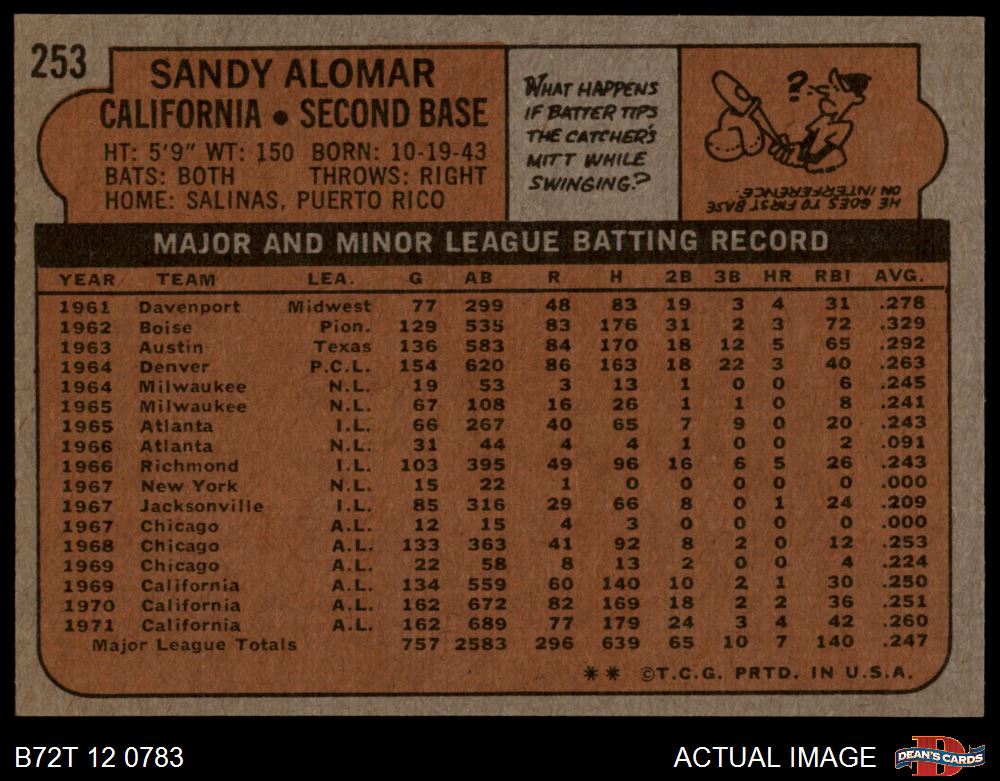 253
SANDY ALOMAR
CALIFORNIA • SECOND BASE
HT: 5'9" WT: 150 BORN: 10-19-43
BATS: BOTH THROWS: RIGHT
HOME: SALINAS, PUERTO RICO
WHAT HAPPENS
IF BATTER TIPS
THE CATCHER'S
MITT WHILE
SWINGING?
?
HE GOES TO FIRST BASE
ON INTERFERENCE.
MAJOR AND MINOR LEAGUE BATTING RECORD
YEAR TEAM LEA. G AB R H 2B 3B HR RBI AVG.
1961 Davenport Midwest 77 299 48 83 19 3 4 31 .278
1962 Boise Pion. 129 535 83 176 31 2 3 72 .329
1963 Austin Texas 136 583 84 170 18 12 5 65 .292
1964 Denver P.C.L. 154 620 86 163 18 22 3 40 .263
1964 Milwaukee N.L. 19 53 3 13 1 0 0 6 .245
1965 Milwaukee N.L. 67 108 16 26 1 1 0 8 .241
1965 Atlanta I.L. 66 267 40 65 7 9 0 20 .243
1966 Atlanta N.L. 31 44 4 4 1 0 0 2 .091
1966 Richmond I.L. 103 395 49 96 16 6 5 26 .243
1967 New York N.L. 15 22 1 0 0 0 0 0 .000
1967 Jacksonville I.L. 85 316 29 66 8 0 1 24 .209
1967 Chicago A.L. 12 15 4 3 0 0 0 0 .000
1968 Chicago A.L. 133 363 41 92 8 2 0 12 .253
1969 Chicago A.L. 22 58 8 13 2 0 0 4 .224
1969 California A.L. 134 559 60 140 10 2 1 30 .250
1970 California A.L. 162 672 82 169 18 2 2 36 .251
1971 California A.L. 162 689 77 179 24 3 4 42 .260
Major League Totals 757 2583 296 639 65 10 7 140 .247
** ©T.C.G. PRTD. IN U.S.A.
B72T 12 0783
ACTUAL IMAGE
D
DEAN'S CARDS